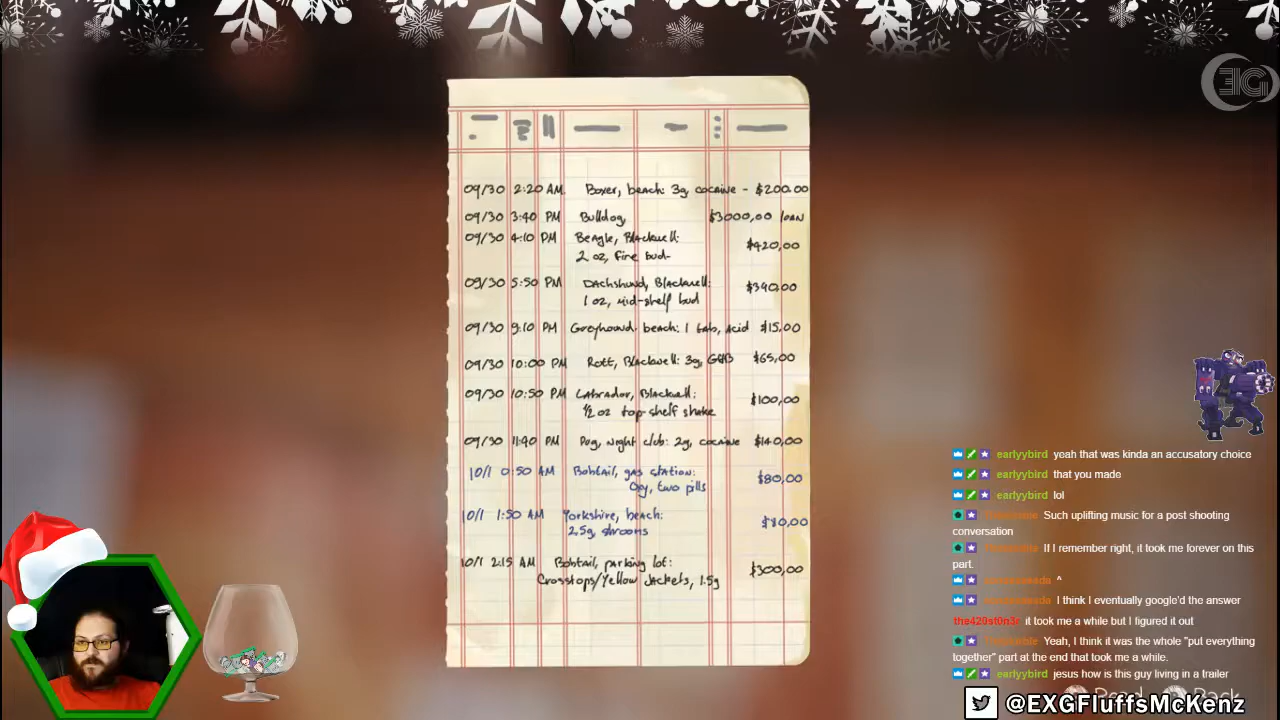 3G
09/30 2:20 AM. Boxer, beach: 3g, cocaine - $200.00
09/30 3:40 PM Bulldog, $3000,00 loan
09/30 4:10 PM Beagle, Blackwell: $420,00
2 oz, fire bud-
09/30 5:50 PM Dachshund, Blackwell: $340,00
1 oz, mid-shelf bud
09/30 9:10 PM Greyhound, beach: 1 tab, acid $15.00
09/30 10:00 PM Rott, Blackwell: 3g, GHB $65,00
09/30 10:50 PM Labrador, Blackwell: $100,00
1/2 oz top-shelf shake
09/30 11:40 PM Pug, night club: 2g, cocaine $140,00
10/1 0:50 AM Bobtail, gas station: $80,00
Oxy, two pills
10/1 1:50 AM Yorkshire, beach: $80,00
2,5g, shrooms
10/1 2:15 AM Bobtail, parking lot: $300,00
Crosstops/Yellow Jackets, 1.5g
earlyybird yeah that was kinda an accusatory choice
earlyybird that you made
earlyybird lol
Such uplifting music for a post shooting
conversation
If I remember right, it took me forever on this
part.
^
I think I eventually google'd the answer
the420st0n3r it took me a while but I figured it out
Yeah, I think it was the whole "put everything
together" part at the end that took me a while.
earlyybird jesus how is this guy living in a trailer
Read Back
@EXGFluffsMcKenz